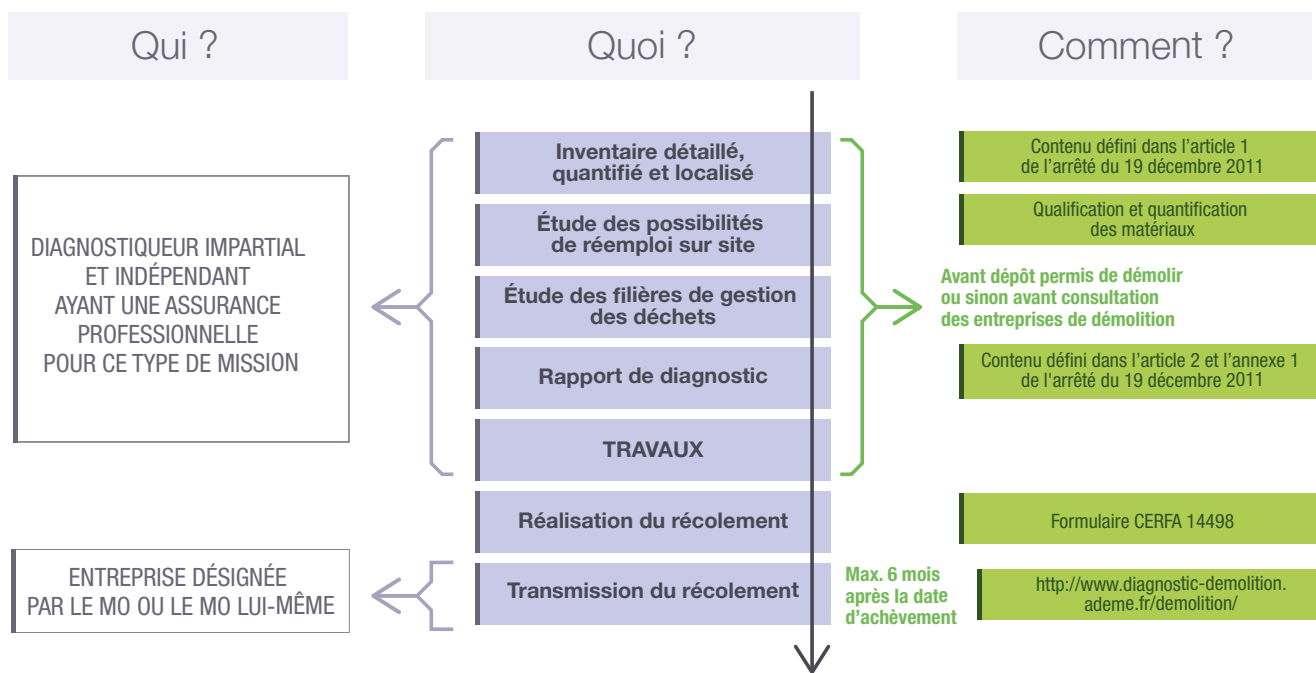 Qui ?
Quoi ?
Comment ?
DIAGNOSTIQUEUR IMPARTIAL
ET INDÉPENDANT
AYANT UNE ASSURANCE
PROFESSIONNELLE
POUR CE TYPE DE MISSION
ENTREPRISE DÉSIGNÉE
PAR LE MO OU LE MO LUI-MÊME
Inventaire détaillé,
quantifié et localisé
Étude des possibilités
de réemploi sur site
Étude des filières de gestion
des déchets
Rapport de diagnostic
TRAVAUX
Réalisation du récolement
Transmission du récolement
Max. 6 mois
après la date
d'achèvement
Contenu défini dans l'article 1
de l'arrêté du 19 décembre 2011
Qualification et quantification
des matériaux
Avant dépôt permis de démolir
ou sinon avant consultation
des entreprises de démolition
Contenu défini dans l'article 2 et l'annexe 1
de l'arrêté du 19 décembre 2011
Formulaire CERFA 14498
http://www.diagnostic-demolition.
ademe.fr/demolition/